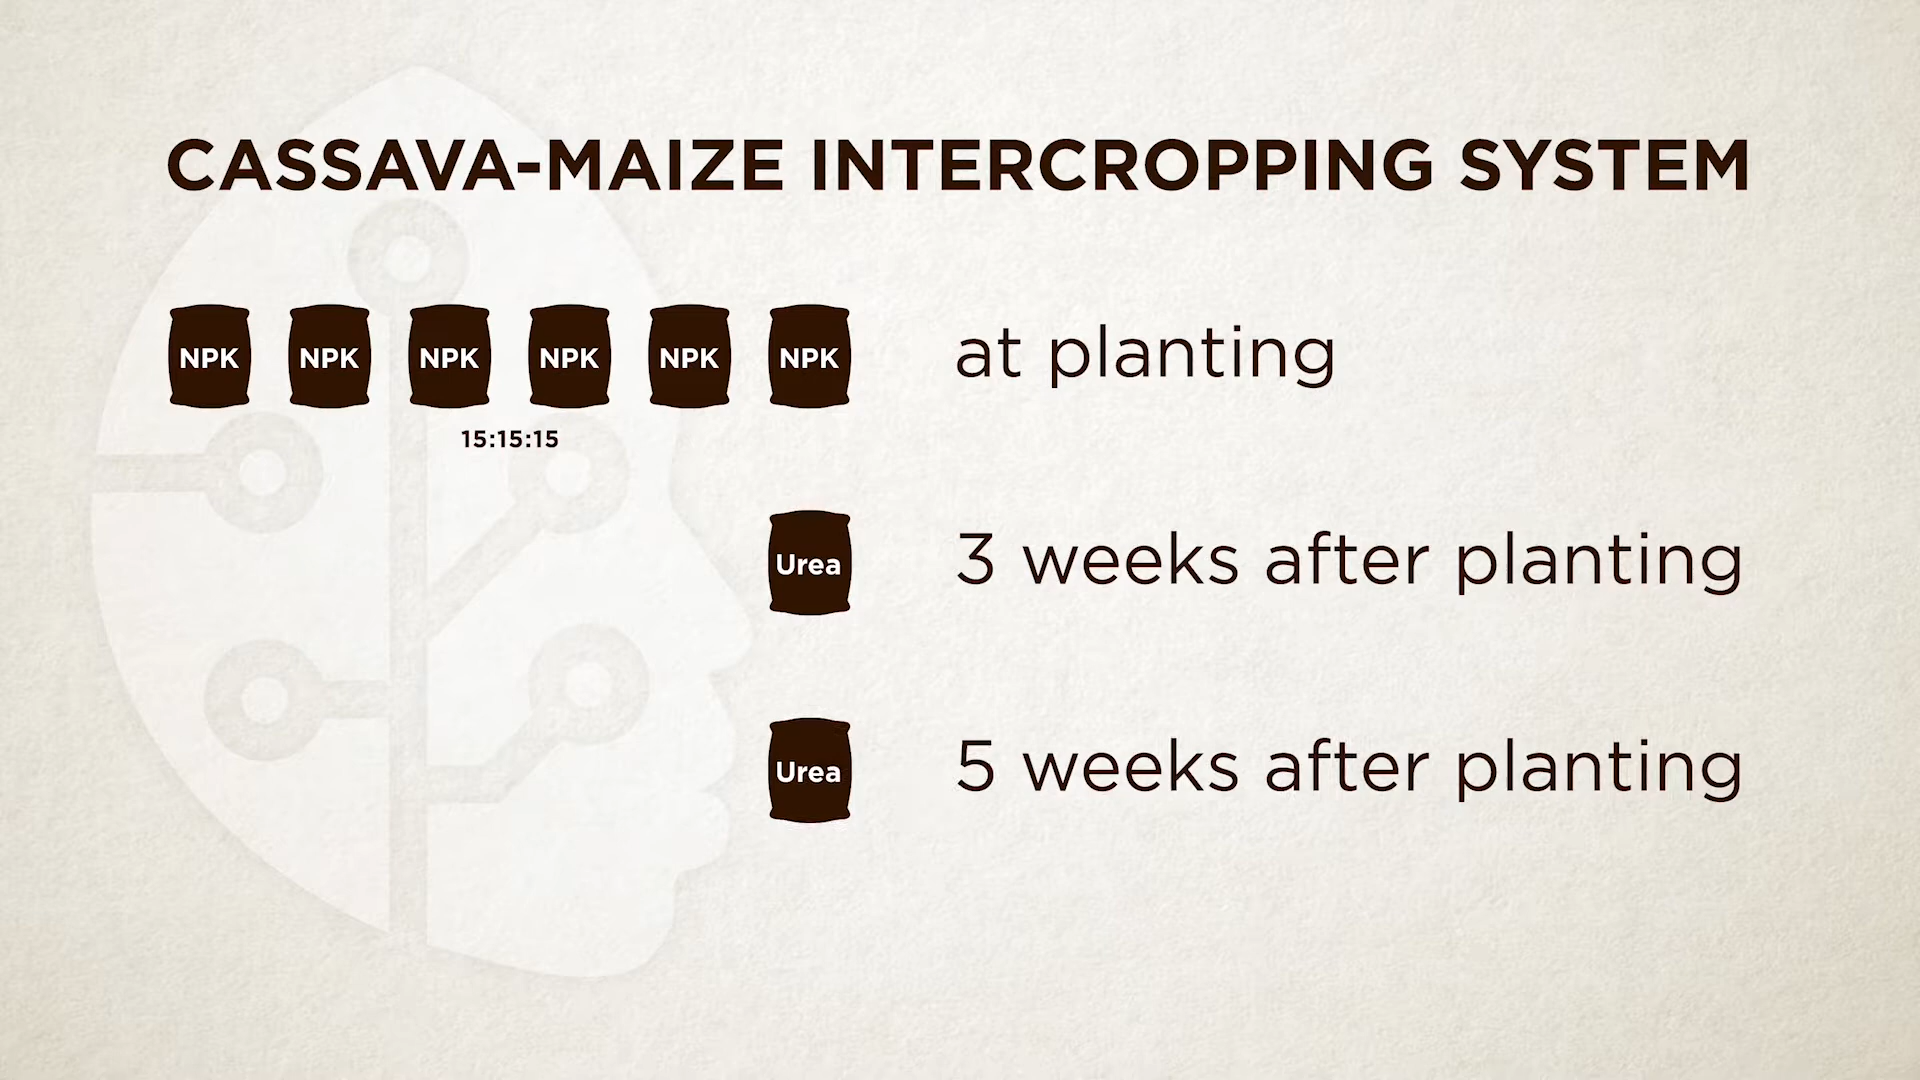 CASSAVA-MAIZE INTERCROPPING SYSTEM
NPK NPK NPK NPK NPK NPK at planting
15:15:15
Urea 3 weeks after planting
Urea 5 weeks after planting